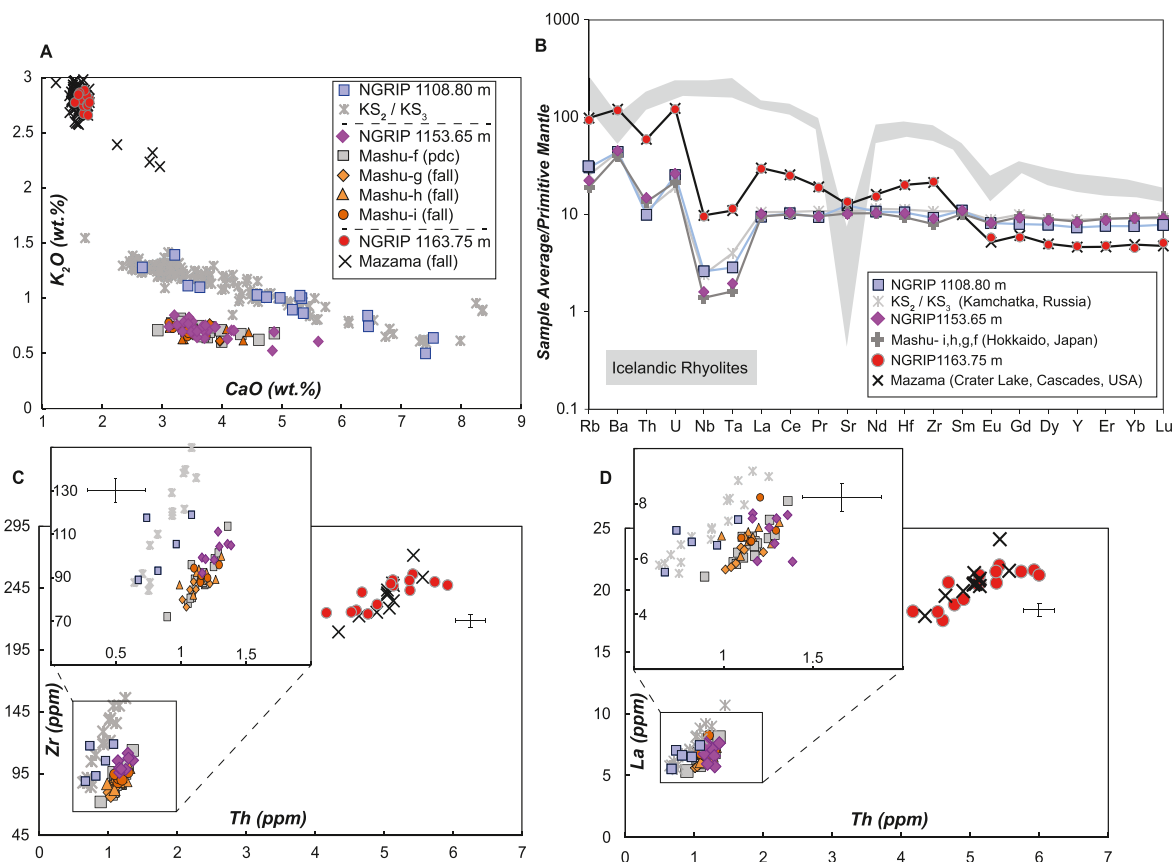 A
K2O (wt.%)
3
2.5
2
1.5
1
0.5
0
1 2 3 4 5 6 7 8 9
CaO (wt.%)
NGRIP 1108.80 m
KS2 / KS3
NGRIP 1153.65 m
Mashu-f (pdc)
Mashu-g (fall)
Mashu-h (fall)
Mashu-i (fall)
NGRIP 1163.75 m
Mazama (fall)
B
Sample Average/Primitive Mantle
1000
100
10
1
0.1
Icelandic Rhyolites
NGRIP 1108.80 m
KS2 / KS3 (Kamchatka, Russia)
NGRIP1153.65 m
Mashu- i,h,g,f (Hokkaido, Japan)
NGRIP1163.75 m
Mazama (Crater Lake, Cascades, USA)
Rb Ba Th U Nb Ta La Ce Pr Sr Nd Hf Zr Sm Eu Gd Dy Y Er Yb Lu
C
130
110
90
70
0.5 1 1.5
Zr (ppm)
295
245
195
145
95
45
0 1 2 3 4 5 6 7
Th (ppm)
D
8
6
4
1 1.5
La (ppm)
25
20
15
10
5
0
0 1 2 3 4 5 6 7
Th (ppm)